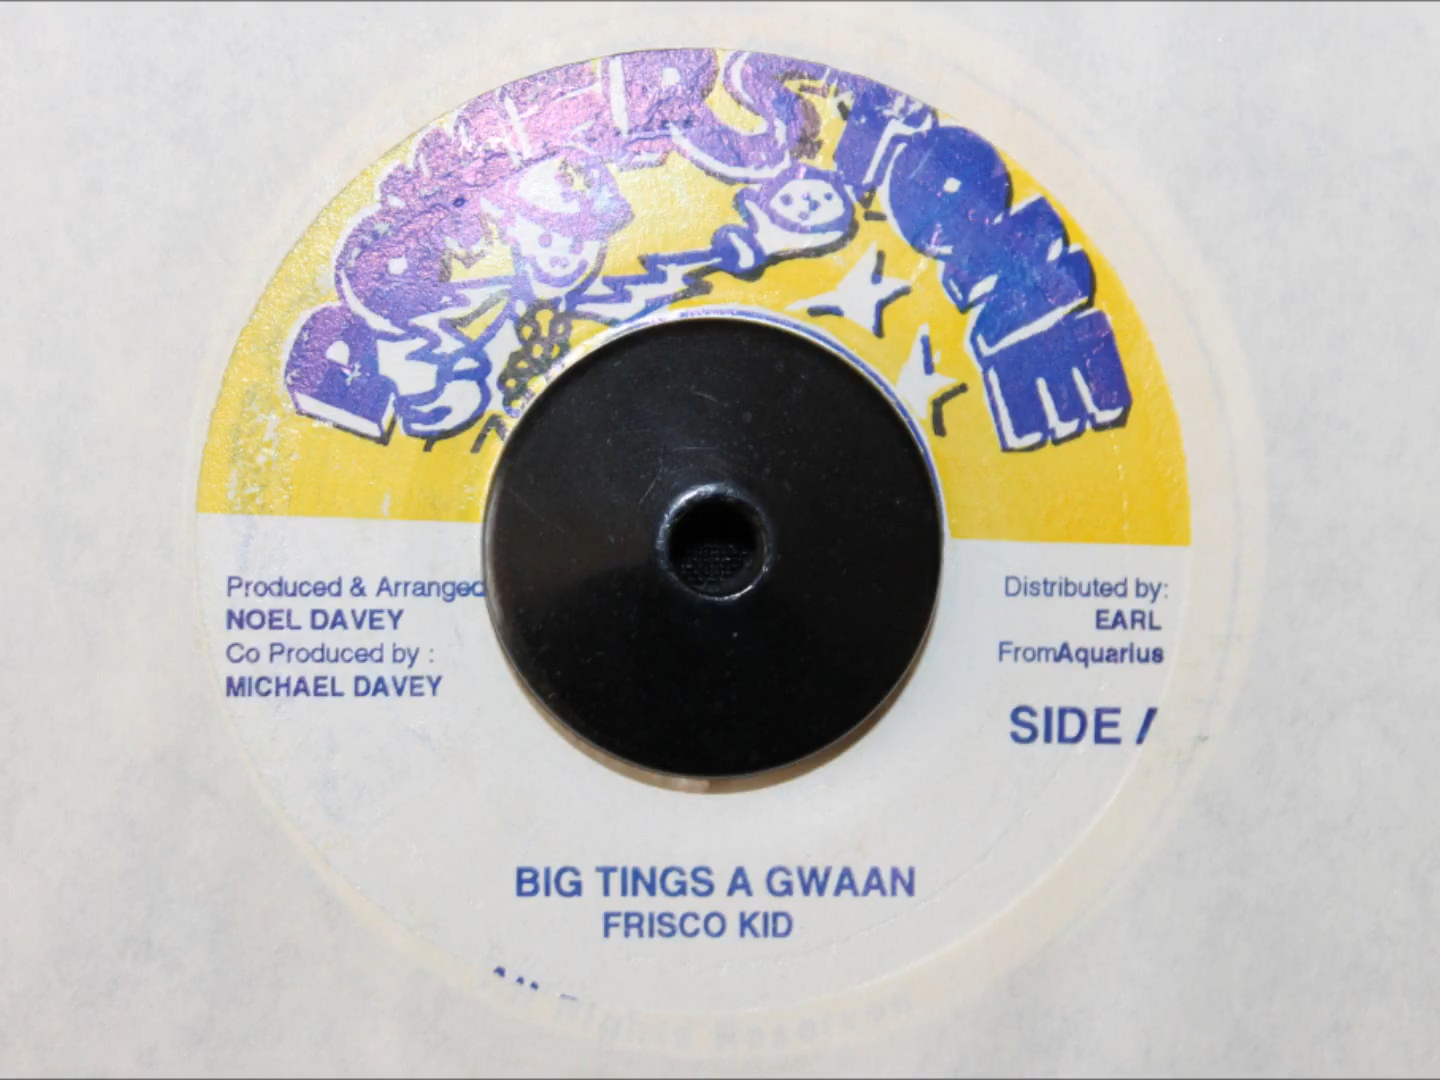 Produced & Arranged
NOEL DAVEY
Co Produced by :
MICHAEL DAVEY
Distributed by:
EARL
FromAquarius
SIDE
BIG TINGS A GWAAN
FRISCO KID